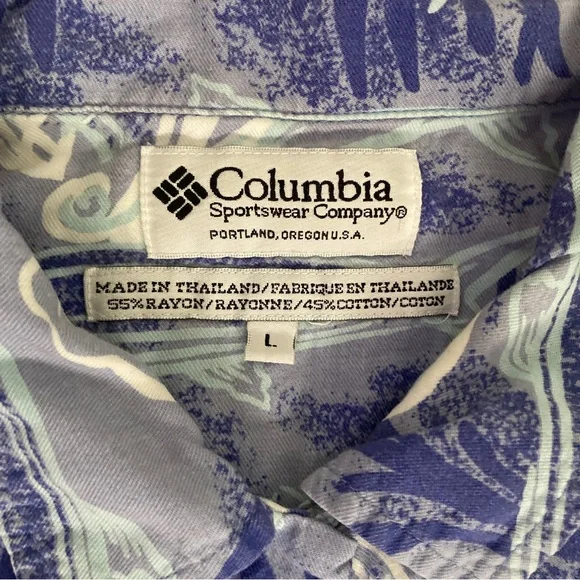 Columbia
Sportswear Company®
PORTLAND, OREGON U.S.A.
MADE IN THAILAND/FABRIQUE EN THAILANDE
55% RAYON/RAYONNE/45% COTTON/COTON
L